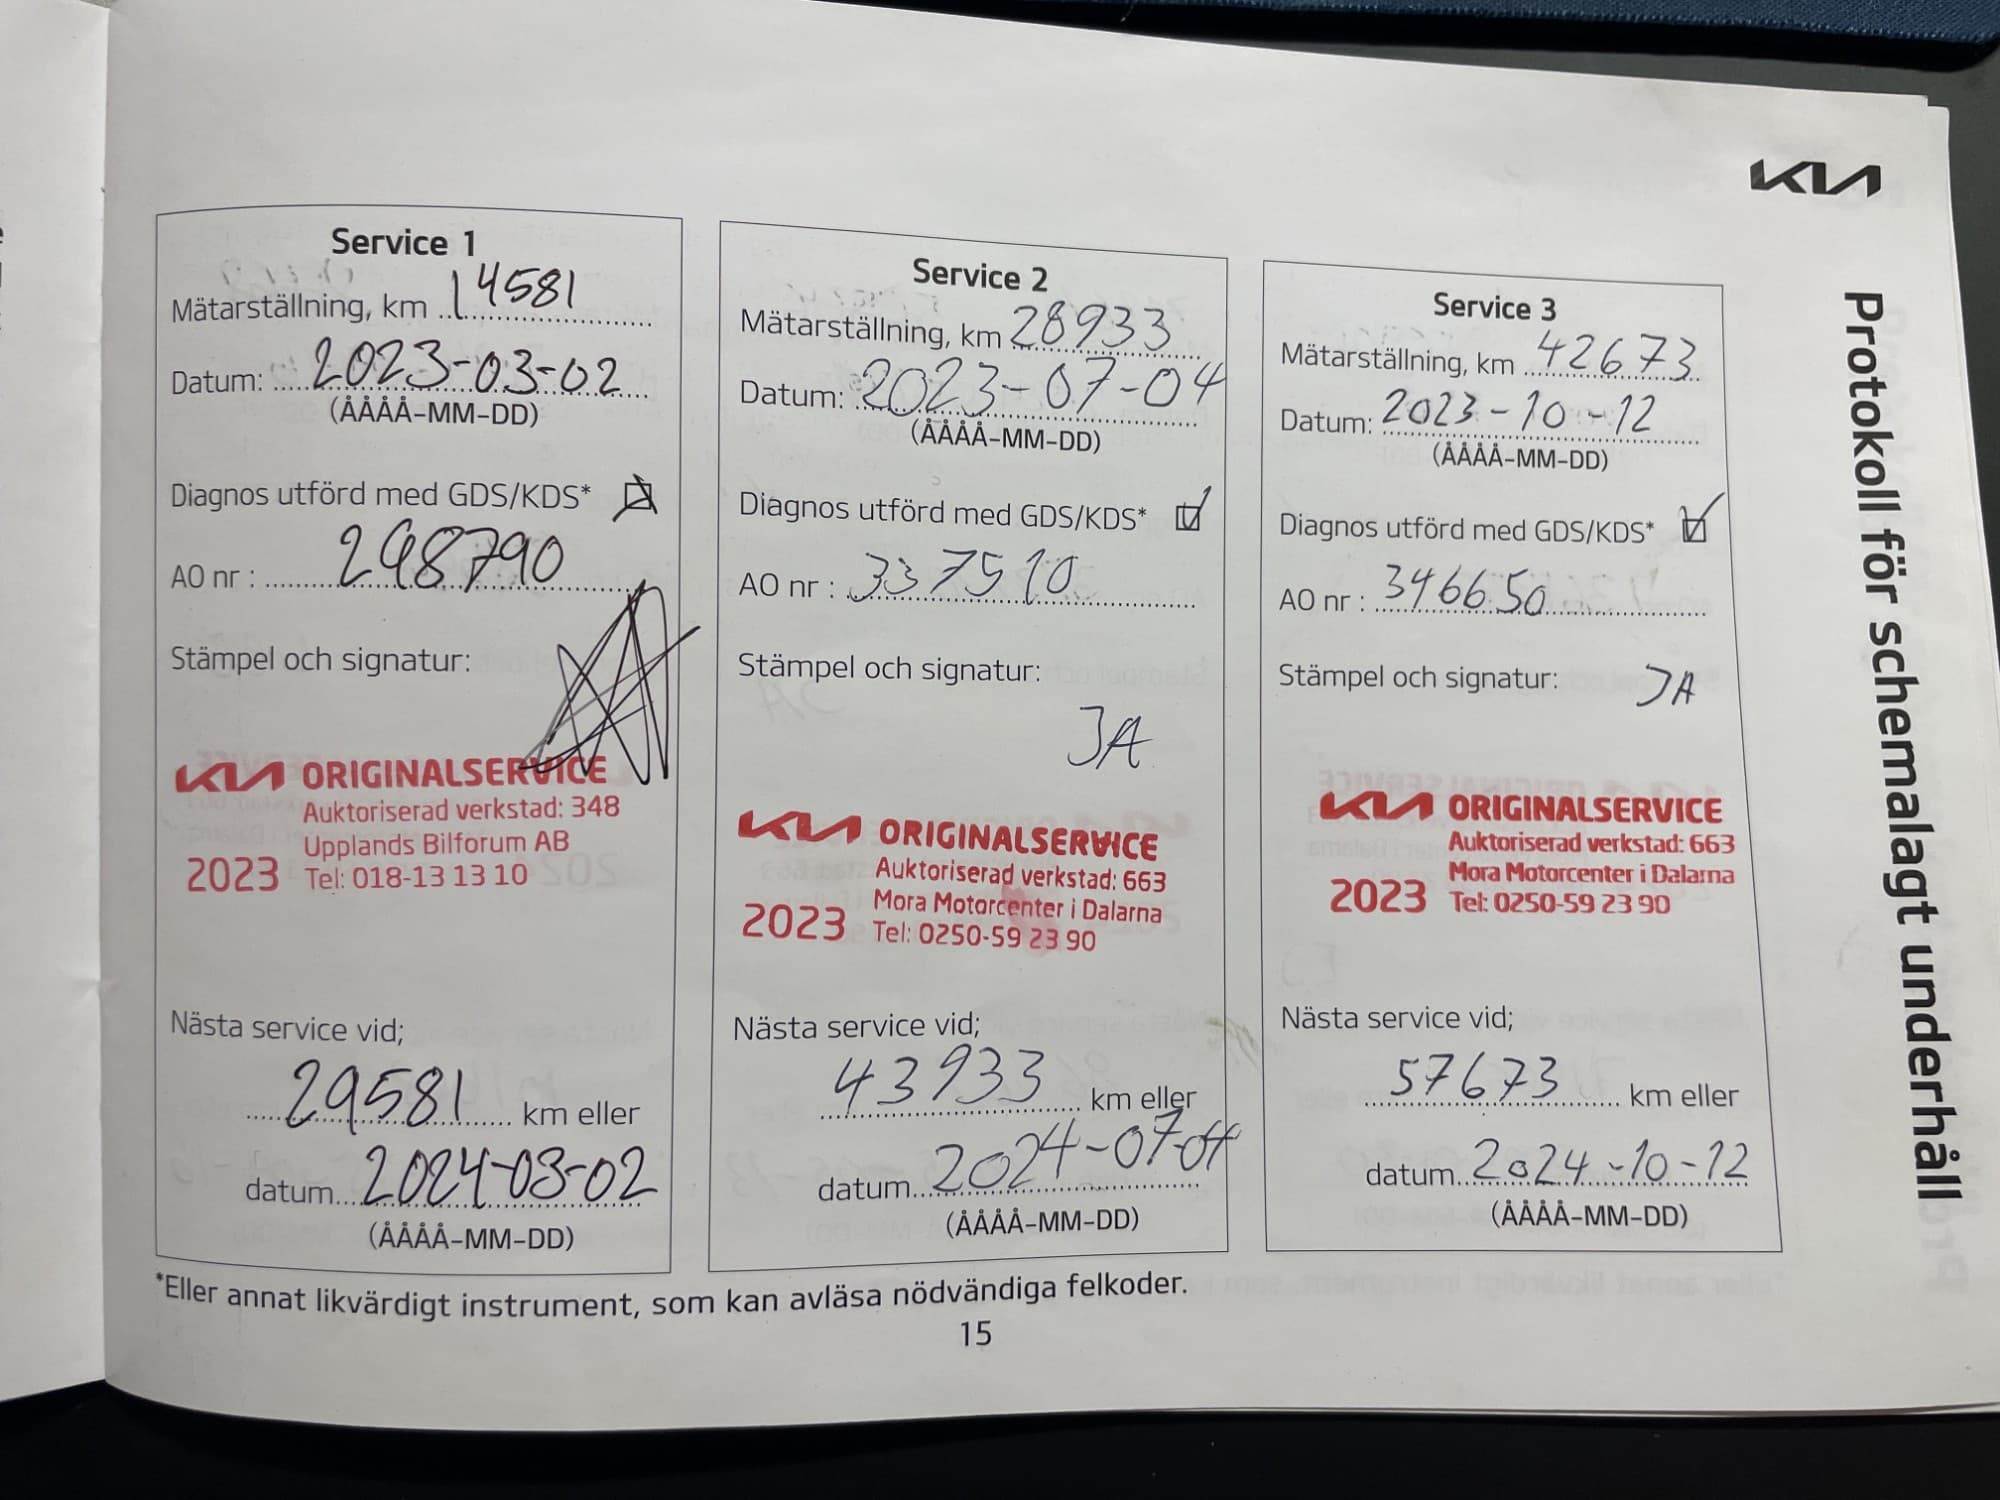 KIA
Protokoll för schemalagt underhåll
Service 1
Mätarställning, km 14581
Datum: 2023-03-02
(ÅÅÅÅ-MM-DD)
Diagnos utförd med GDS/KDS*
AO nr : 298790
Stämpel och signatur:
KIA ORIGINALSERVICE
Auktoriserad verkstad: 348
Upplands Bilforum AB
2023 Tel: 018-13 13 10
Nästa service vid;
29581 km eller
datum 2024-03-02
(ÅÅÅÅ-MM-DD)
Service 2
Mätarställning, km 28933
Datum: 2023-07-04
(ÅÅÅÅ-MM-DD)
Diagnos utförd med GDS/KDS*
AO nr : 337510
Stämpel och signatur:
JA
KIA ORIGINALSERVICE
Auktoriserad verkstad: 663
Mora Motorcenter i Dalarna
2023 Tel: 0250-59 23 90
Nästa service vid;
43933 km eller
datum 2024-07-04
(ÅÅÅÅ-MM-DD)
Service 3
Mätarställning, km 42673
Datum: 2023-10-12
(ÅÅÅÅ-MM-DD)
Diagnos utförd med GDS/KDS*
AO nr : 346650
Stämpel och signatur:
JA
KIA ORIGINALSERVICE
Auktoriserad verkstad: 663
Mora Motorcenter i Dalarna
2023 Tel: 0250-59 23 90
Nästa service vid;
57673 km eller
datum 2024-10-12
(ÅÅÅÅ-MM-DD)
*Eller annat likvärdigt instrument, som kan avläsa nödvändiga felkoder.
15